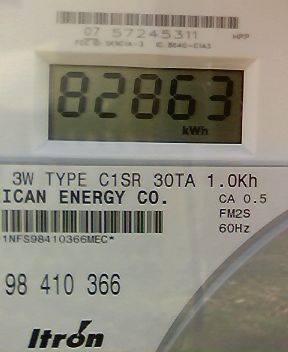 07 57245311 HPP
82863
kWh
3W TYPE C1SR 30TA 1.0Kh
ICAN ENERGY CO.
CA 0.5
FM2S
60Hz
1NFS98410366MEC*
98 410 366
Itron